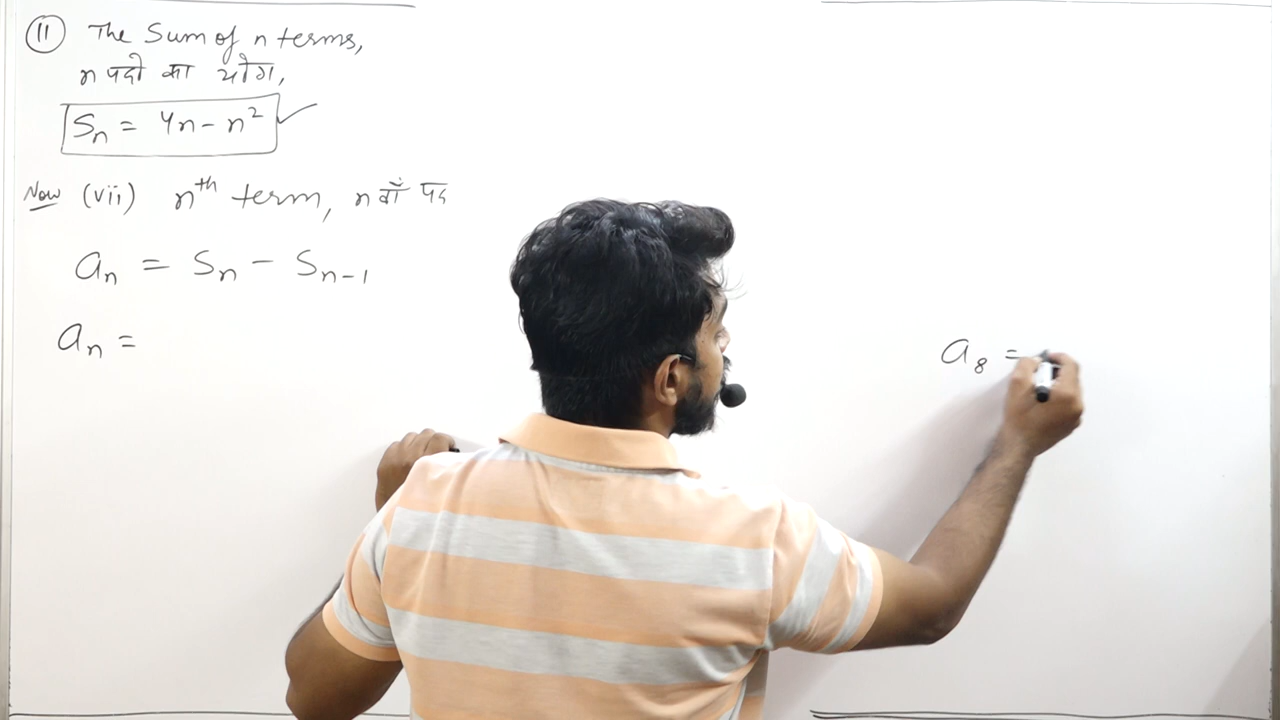 (11) The Sum of n terms,
n पदों का योग,
Sₙ = 4n - n² ✓
Now (vii) nᵗʰ term, n वाँ पद
aₙ = Sₙ - Sₙ₋₁
aₙ =
a₈ =